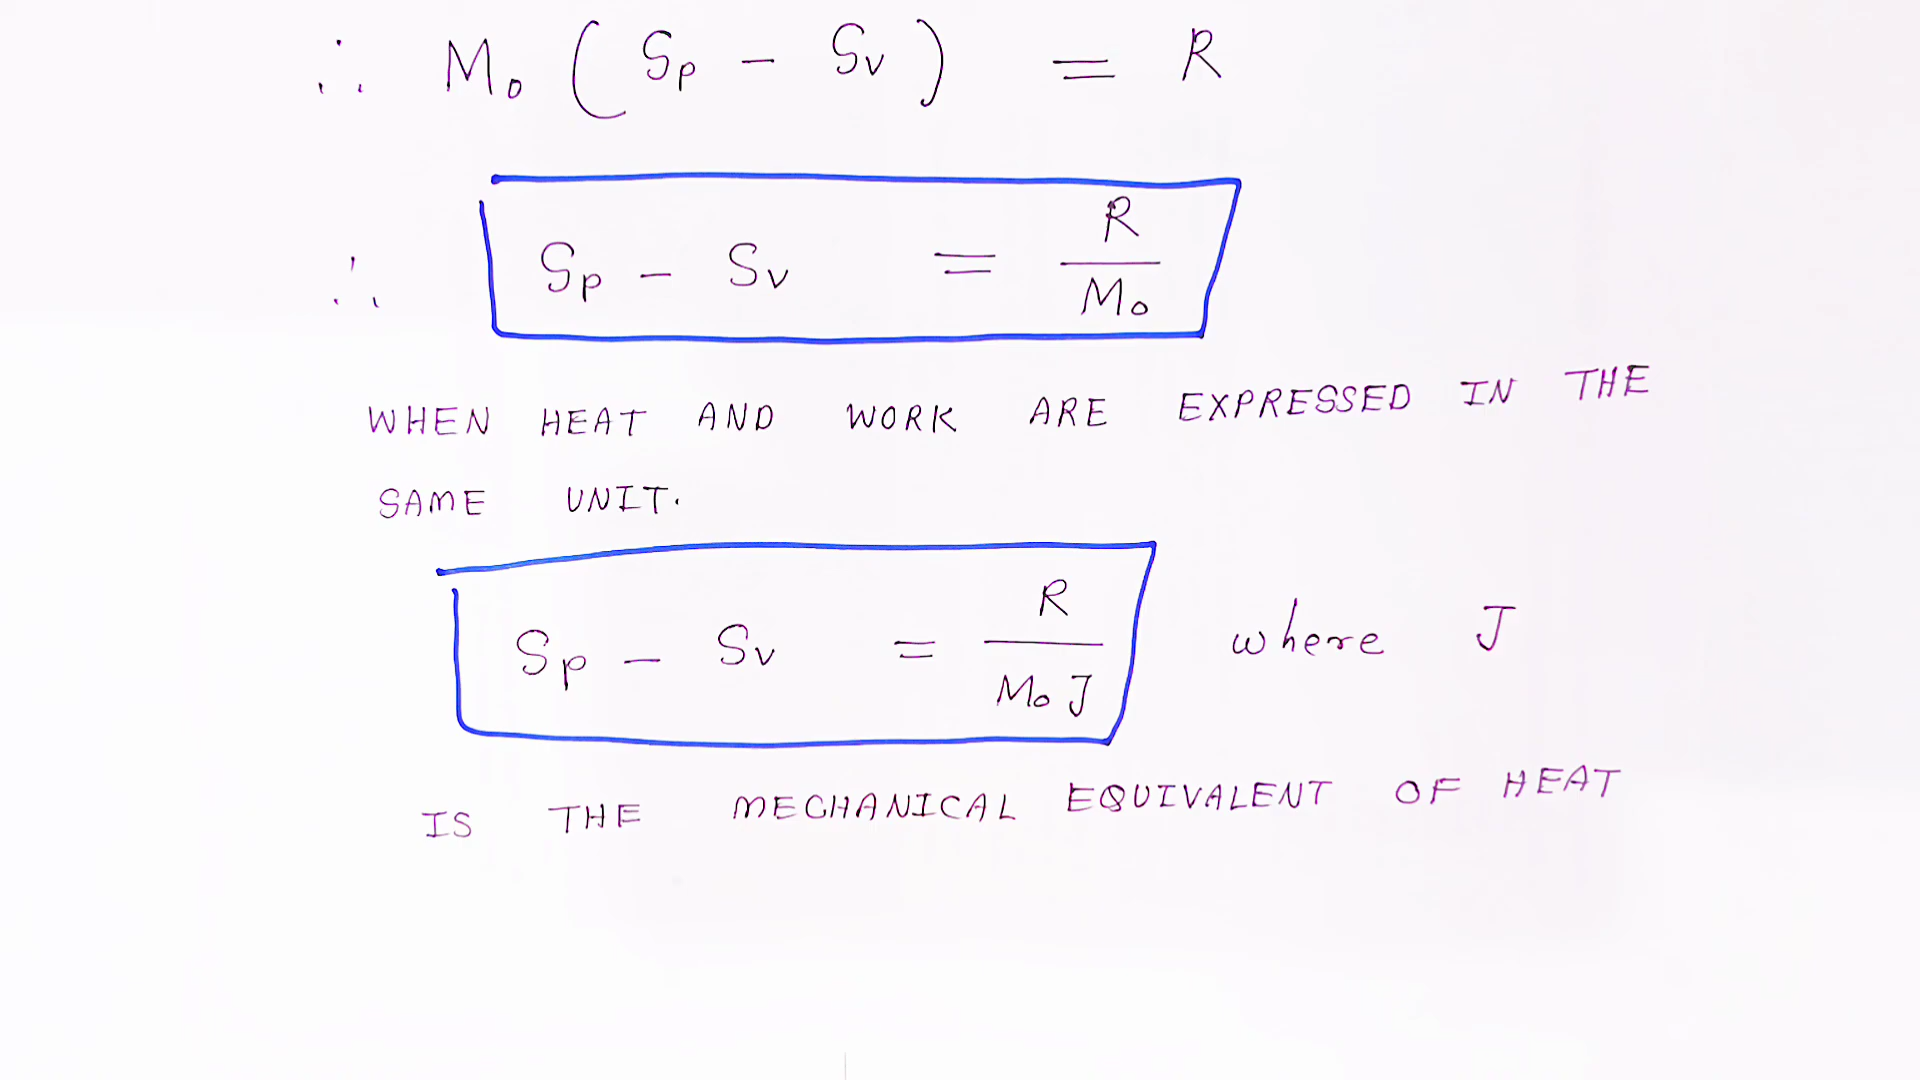 ∴ M₀ (Sp - Sv) = R
∴ Sp - Sv = R/M₀
WHEN HEAT AND WORK ARE EXPRESSED IN THE
SAME UNIT.
Sp - Sv = R/M₀J where J
IS THE MECHANICAL EQUIVALENT OF HEAT